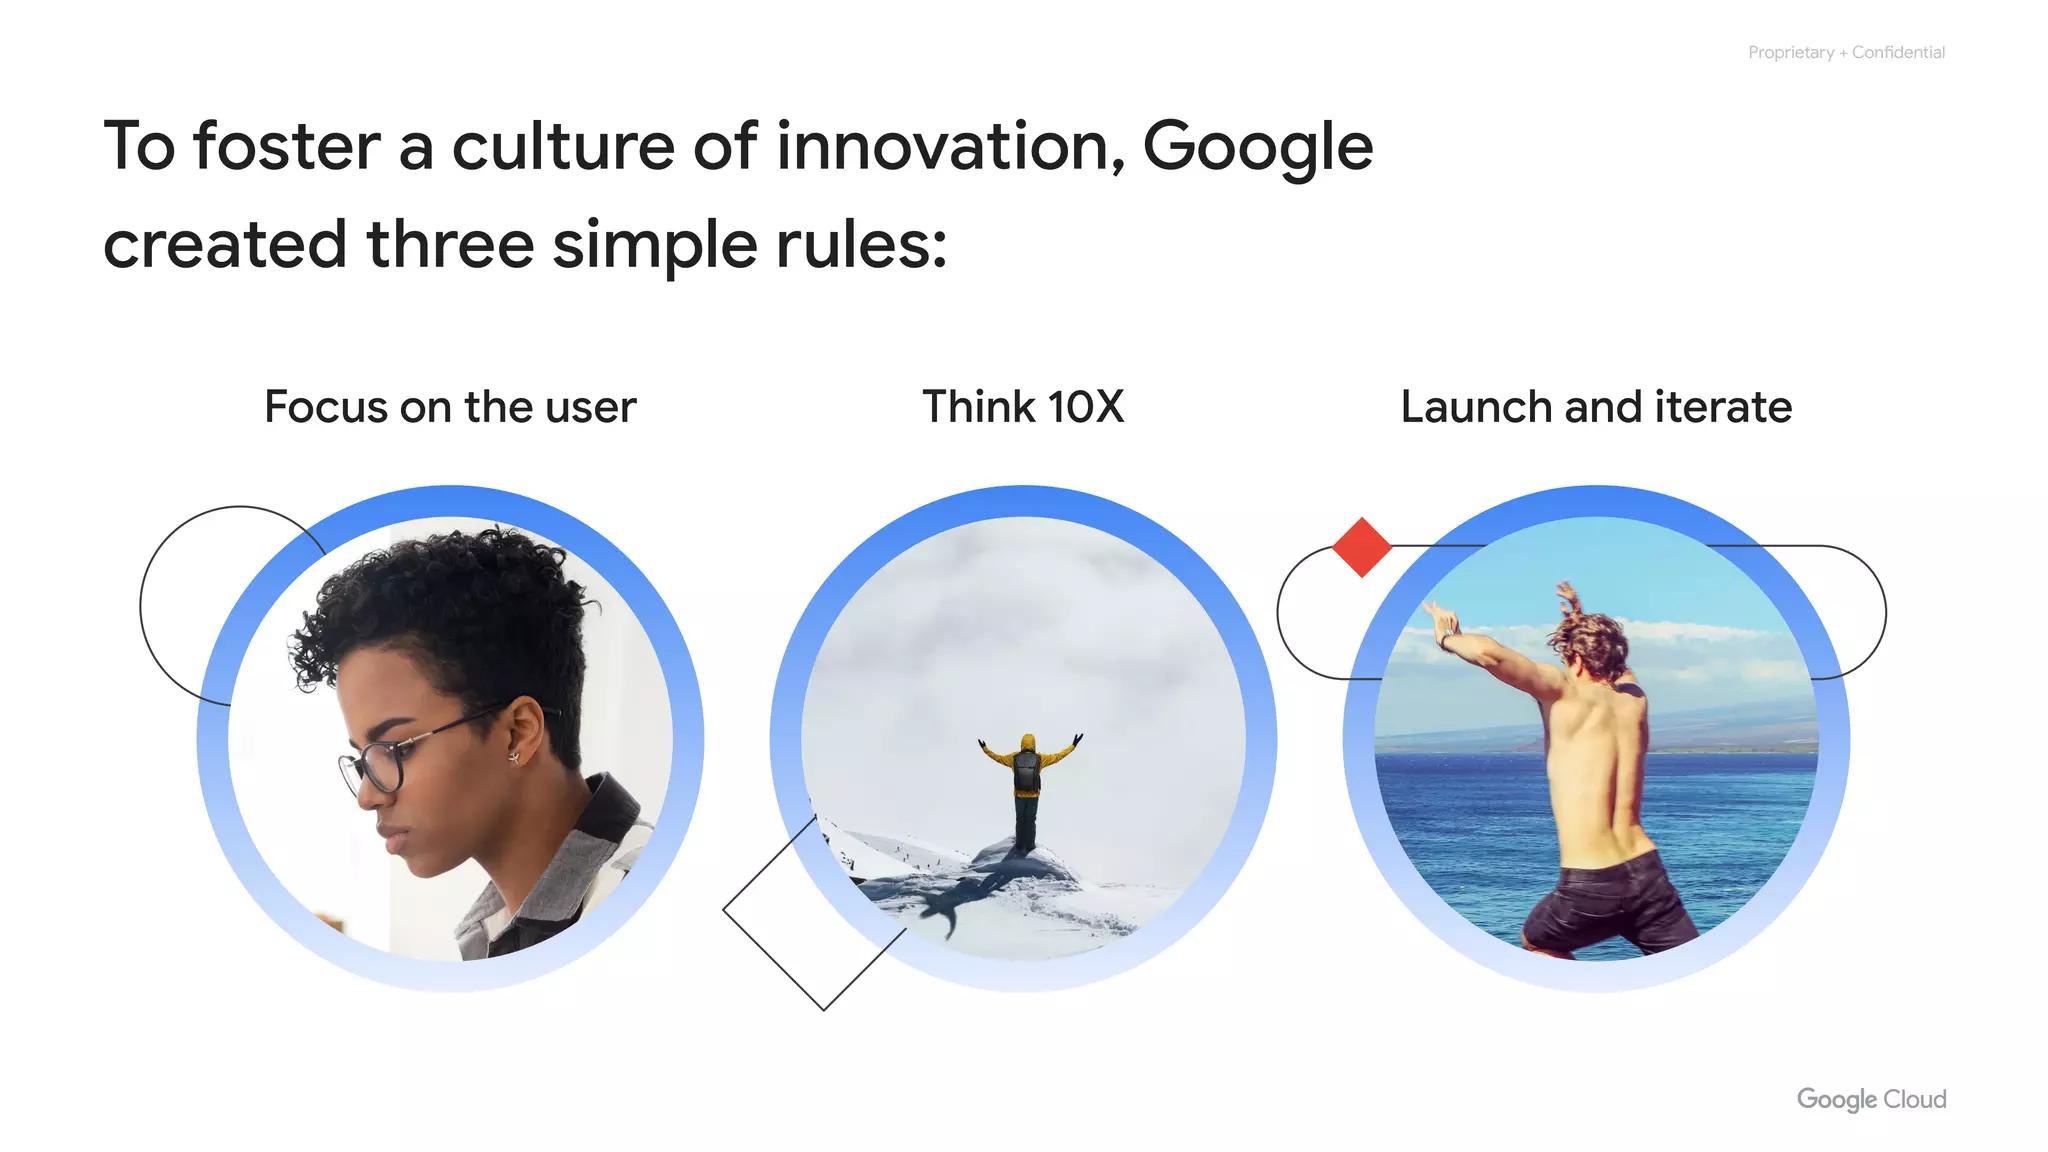 Proprietary + Confidential
To foster a culture of innovation, Google
created three simple rules:
Focus on the user
Think 10X
Launch and iterate
Google Cloud